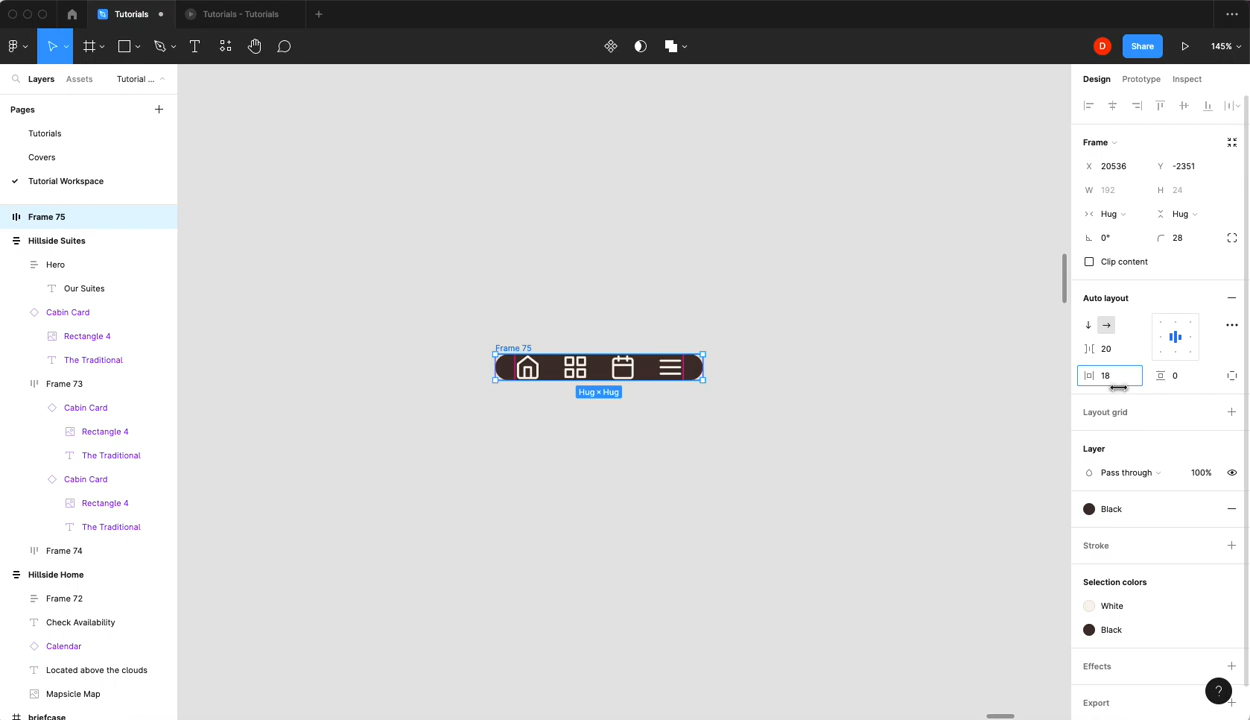 Tutorials
Tutorials - Tutorials
D
Share
145%
Layers
Assets
Tutorial ...
Design
Prototype
Inspect
Pages
Tutorials
Covers
Tutorial Workspace
Frame 75
Hillside Suites
Hero
Our Suites
Cabin Card
Rectangle 4
The Traditional
Frame 73
Cabin Card
Rectangle 4
The Traditional
Cabin Card
Rectangle 4
The Traditional
Frame 74
Hillside Home
Frame 72
Check Availability
Calendar
Located above the clouds
Mapsicle Map
briefcase
Frame 75
Hug × Hug
Frame
X 20536 Y -2351
W 192 H 24
Hug Hug
0° 28
Clip content
Auto layout
20
18 0
Layout grid
Layer
Pass through 100%
Black
Stroke
Selection colors
White
Black
Effects
?
Export